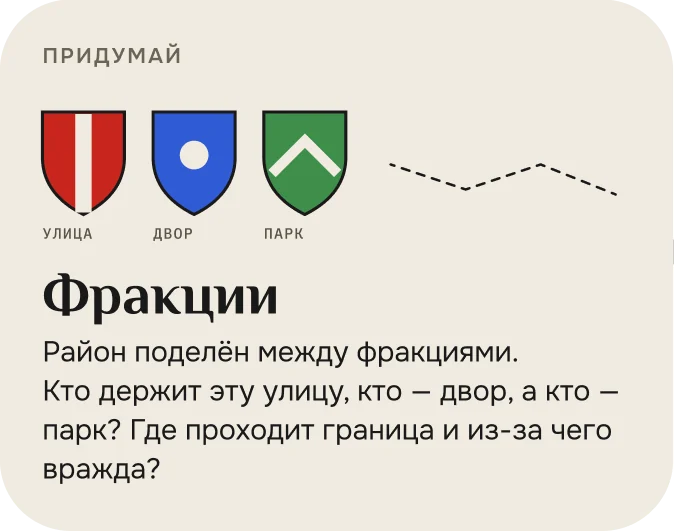 ПРИДУМАЙ
УЛИЦА
ДВОР
ПАРК
Фракции
Район поделён между фракциями.
Кто держит эту улицу, кто — двор, а кто —
парк? Где проходит граница и из-за чего
вражда?